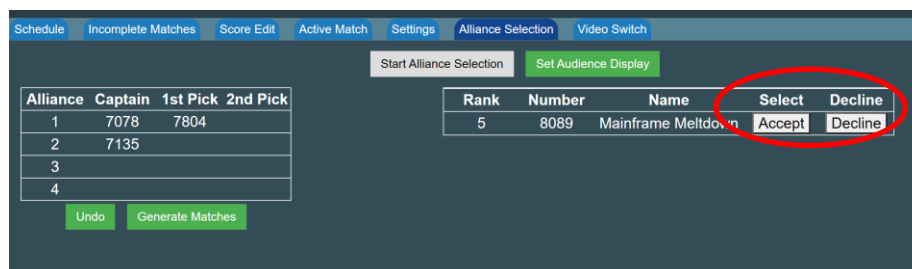 Schedule Incomplete Matches Score Edit Active Match Settings Alliance Selection Video Switch
Start Alliance Selection Set Audience Display
Alliance Captain 1st Pick 2nd Pick
1 7078 7804
2 7135
3
4
Undo Generate Matches
Rank Number Name Select Decline
5 8089 Mainframe Meltdown Accept Decline